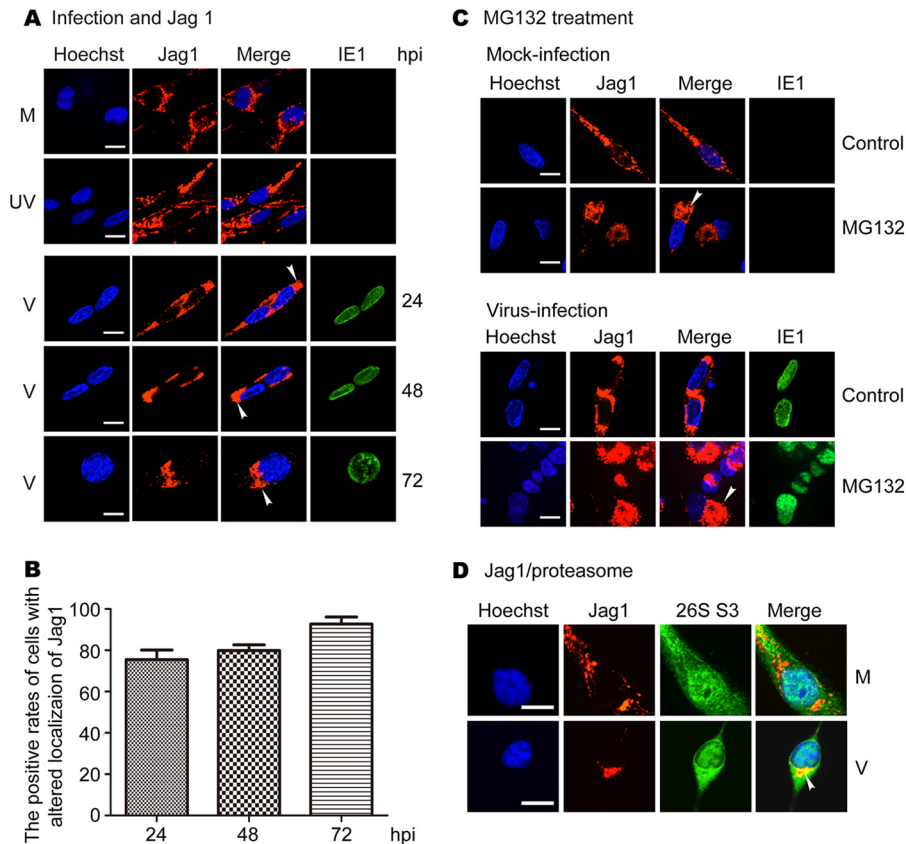 A Infection and Jag 1
Hoechst Jag1 Merge IE1 hpi
M
UV
V 24
V 48
V 72
B
The positive rates of cells with
altered localizaion of Jag1
100
80
60
40
20
0
24 48 72 hpi
C MG132 treatment
Mock-infection
Hoechst Jag1 Merge IE1
Control
MG132
Virus-infection
Hoechst Jag1 Merge IE1
Control
MG132
D Jag1/proteasome
Hoechst Jag1 26S S3 Merge
M
V